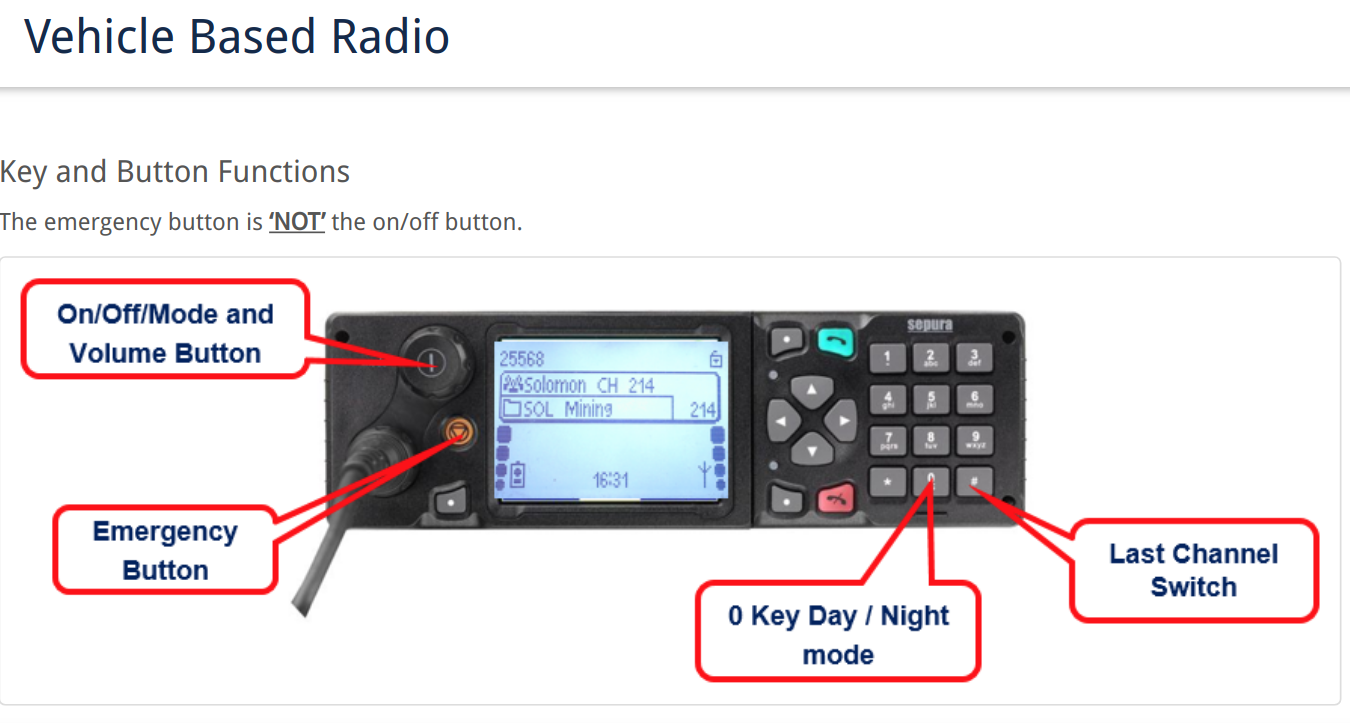 Vehicle Based Radio
Key and Button Functions
The emergency button is ‘NOT’ the on/off button.
On/Off/Mode and
Volume Button
sepura
25568
Solomon CH 214
SOL Mining 214
16:31
1
2 abc
3 def
4 ghi
5 jkl
6 mno
7 pqrs
8 tuv
9 wxyz
* 0 #
Emergency
Button
Last Channel
Switch
0 Key Day / Night
mode